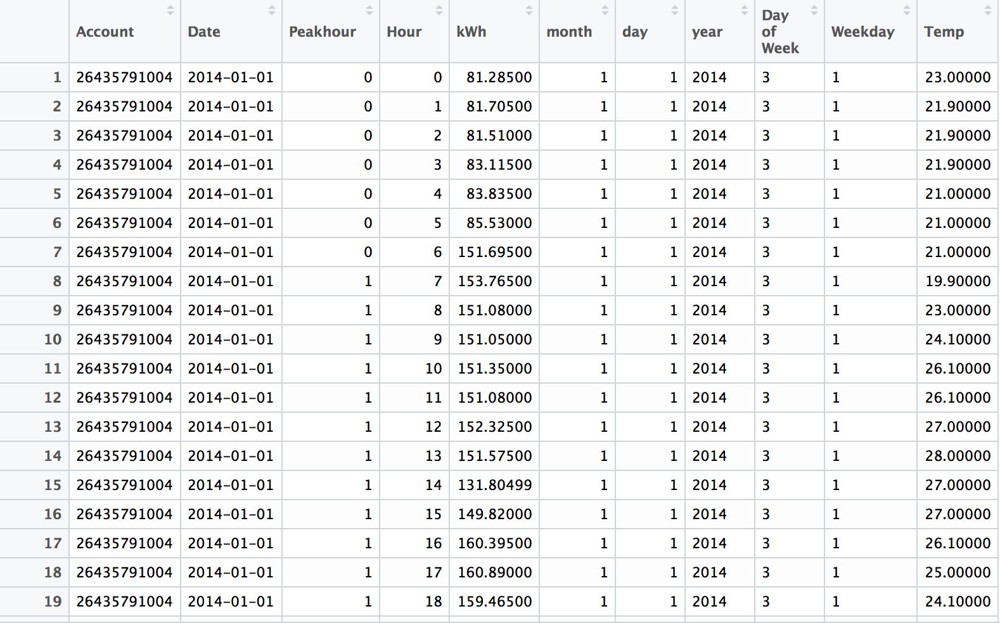 Account Date Peakhour Hour kWh month day year Day of Week Weekday Temp
1 26435791004 2014-01-01 0 0 81.28500 1 1 2014 3 1 23.00000
2 26435791004 2014-01-01 0 1 81.70500 1 1 2014 3 1 21.90000
3 26435791004 2014-01-01 0 2 81.51000 1 1 2014 3 1 21.90000
4 26435791004 2014-01-01 0 3 83.11500 1 1 2014 3 1 21.90000
5 26435791004 2014-01-01 0 4 83.83500 1 1 2014 3 1 21.00000
6 26435791004 2014-01-01 0 5 85.53000 1 1 2014 3 1 21.00000
7 26435791004 2014-01-01 0 6 151.69500 1 1 2014 3 1 21.00000
8 26435791004 2014-01-01 1 7 153.76500 1 1 2014 3 1 19.90000
9 26435791004 2014-01-01 1 8 151.08000 1 1 2014 3 1 23.00000
10 26435791004 2014-01-01 1 9 151.05000 1 1 2014 3 1 24.10000
11 26435791004 2014-01-01 1 10 151.35000 1 1 2014 3 1 26.10000
12 26435791004 2014-01-01 1 11 151.08000 1 1 2014 3 1 26.10000
13 26435791004 2014-01-01 1 12 152.32500 1 1 2014 3 1 27.00000
14 26435791004 2014-01-01 1 13 151.57500 1 1 2014 3 1 28.00000
15 26435791004 2014-01-01 1 14 131.80499 1 1 2014 3 1 27.00000
16 26435791004 2014-01-01 1 15 149.82000 1 1 2014 3 1 27.00000
17 26435791004 2014-01-01 1 16 160.39500 1 1 2014 3 1 26.10000
18 26435791004 2014-01-01 1 17 160.89000 1 1 2014 3 1 25.00000
19 26435791004 2014-01-01 1 18 159.46500 1 1 2014 3 1 24.10000